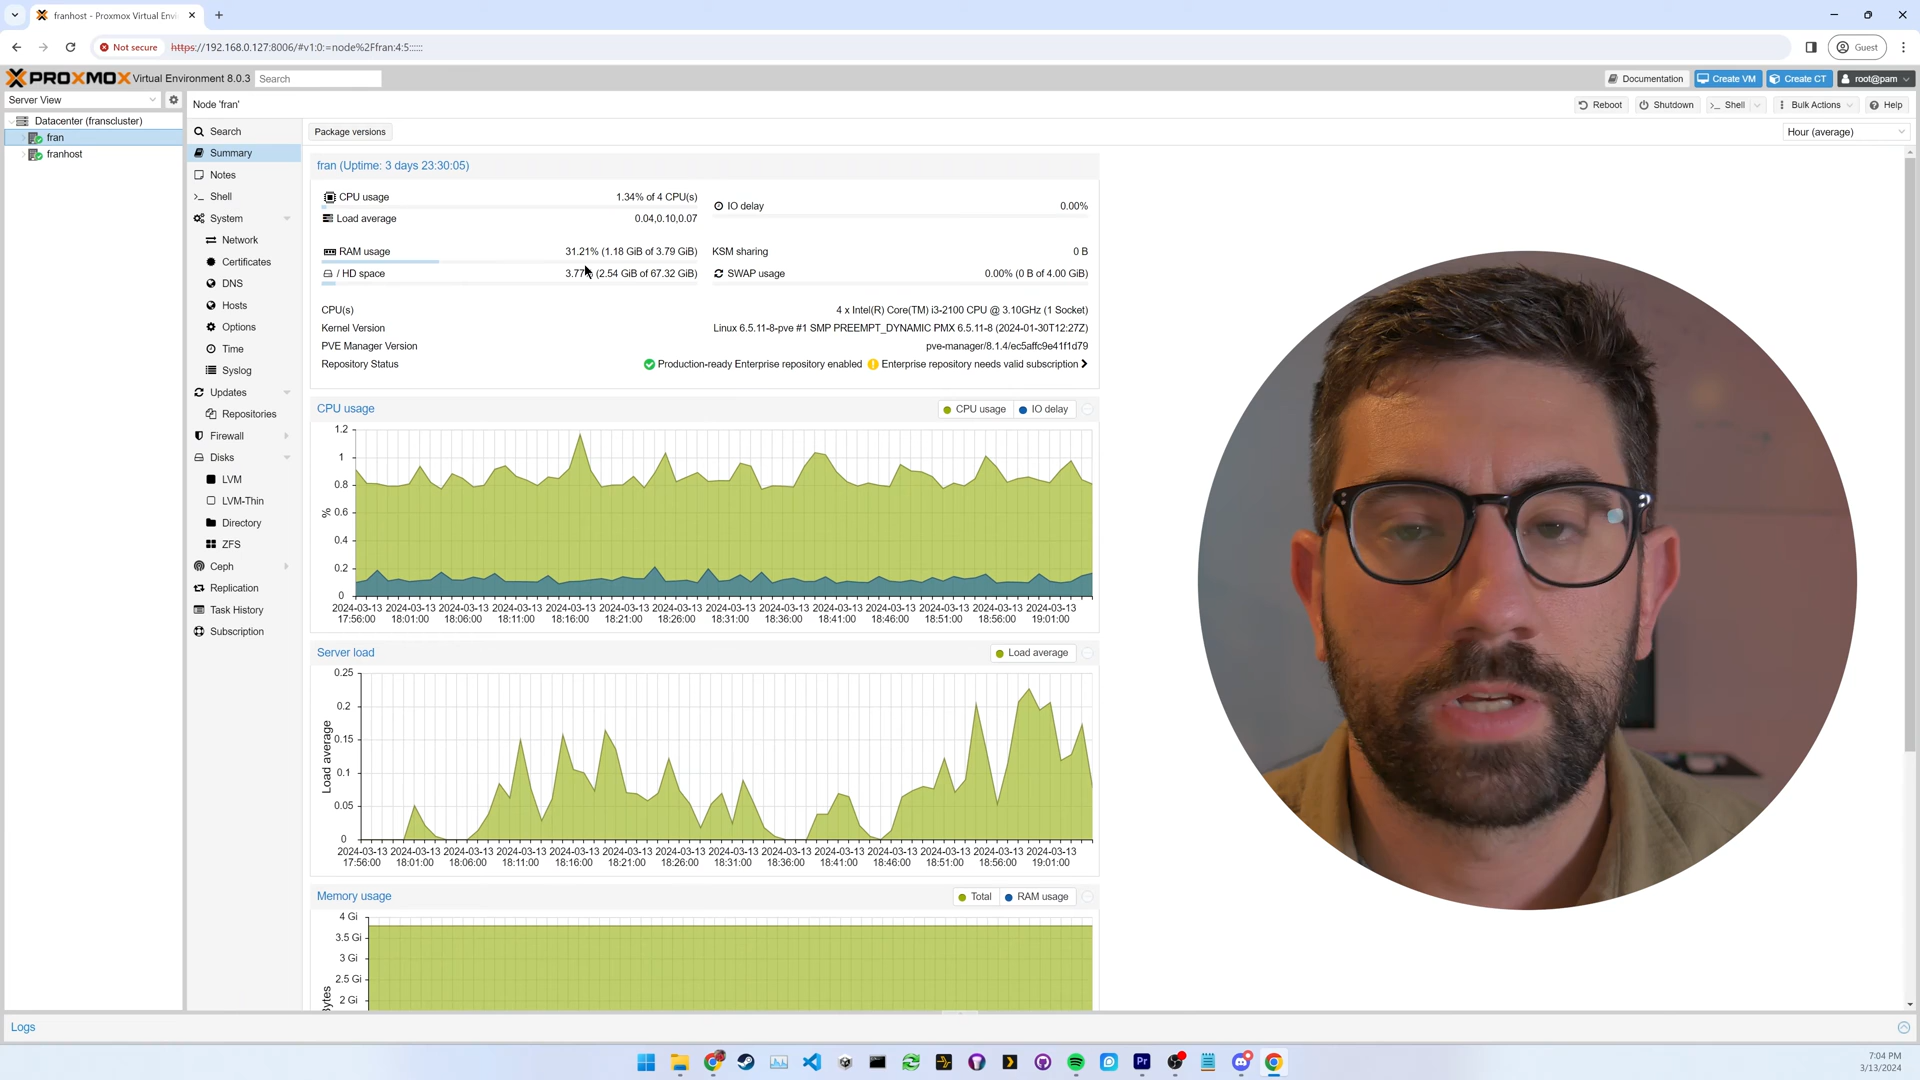 franhost - Proxmox Virtual Envi
Not secure
https://192.168.0.127:8006/#v1:0:=node%2Ffran:4:5::::::
Guest
PROXMOX Virtual Environment 8.0.3
Search
Documentation
Create VM
Create CT
root@pam
Server View
Node 'fran'
Reboot
Shutdown
Shell
Bulk Actions
Help
Datacenter (franscluster)
fran
franhost
Search
Summary
Notes
Shell
System
Network
Certificates
DNS
Hosts
Options
Time
Syslog
Updates
Repositories
Firewall
Disks
LVM
LVM-Thin
Directory
ZFS
Ceph
Replication
Task History
Subscription
Package versions
Hour (average)
fran (Uptime: 3 days 23:30:05)
CPU usage 1.34% of 4 CPU(s)
IO delay 0.00%
Load average 0.04,0.10,0.07
RAM usage 31.21% (1.18 GiB of 3.79 GiB)
KSM sharing 0 B
/ HD space 3.77% (2.54 GiB of 67.32 GiB)
SWAP usage 0.00% (0 B of 4.00 GiB)
CPU(s) 4 x Intel(R) Core(TM) i3-2100 CPU @ 3.10GHz (1 Socket)
Kernel Version Linux 6.5.11-8-pve #1 SMP PREEMPT_DYNAMIC PMX 6.5.11-8 (2024-01-30T12:27Z)
PVE Manager Version pve-manager/8.1.4/ec5affc9e41f1d79
Repository Status Production-ready Enterprise repository enabled Enterprise repository needs valid subscription
CPU usage
CPU usage IO delay
1.2
1
0.8
% 0.6
0.4
0.2
0
2024-03-13 2024-03-13 2024-03-13 2024-03-13 2024-03-13 2024-03-13 2024-03-13 2024-03-13 2024-03-13 2024-03-13 2024-03-13 2024-03-13 2024-03-13 2024-03-13
17:56:00 18:01:00 18:06:00 18:11:00 18:16:00 18:21:00 18:26:00 18:31:00 18:36:00 18:41:00 18:46:00 18:51:00 18:56:00 19:01:00
Server load
Load average
0.25
0.2
0.15
0.1
0.05
0
Load average
2024-03-13 2024-03-13 2024-03-13 2024-03-13 2024-03-13 2024-03-13 2024-03-13 2024-03-13 2024-03-13 2024-03-13 2024-03-13 2024-03-13 2024-03-13 2024-03-13
17:56:00 18:01:00 18:06:00 18:11:00 18:16:00 18:21:00 18:26:00 18:31:00 18:36:00 18:41:00 18:46:00 18:51:00 18:56:00 19:01:00
Memory usage
Total RAM usage
4 Gi
3.5 Gi
3 Gi
2.5 Gi
2 Gi
Logs
Pr
7:04 PM
3/13/2024